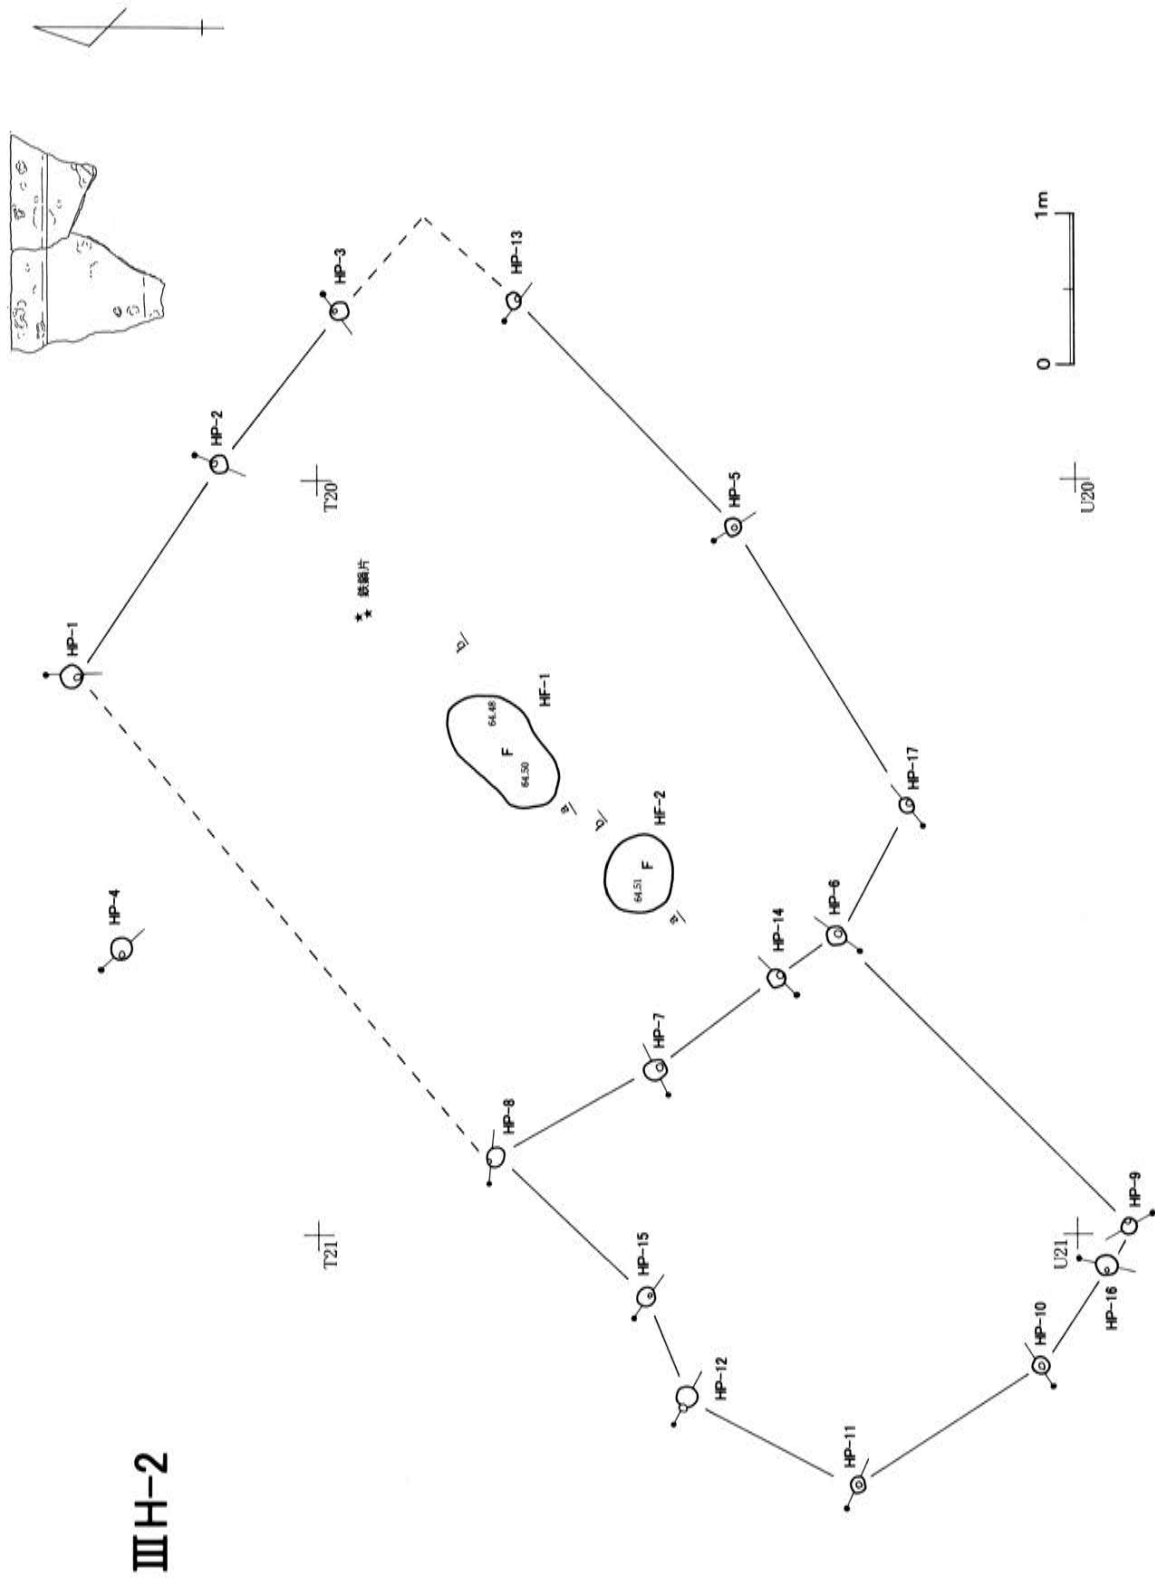 ⅢH-2
HP-1
HP-2
HP-3
HP-13
HP-4
T20
鉄鍋片
HP-5
HF-1
64.48
F
64.50
HF-2
F
64.51
HP-17
HP-6
HP-14
HP-7
HP-8
T21
HP-15
HP-12
HP-11
HP-10
HP-16
HP-9
U21
U20
0
1m
a
b
a
b